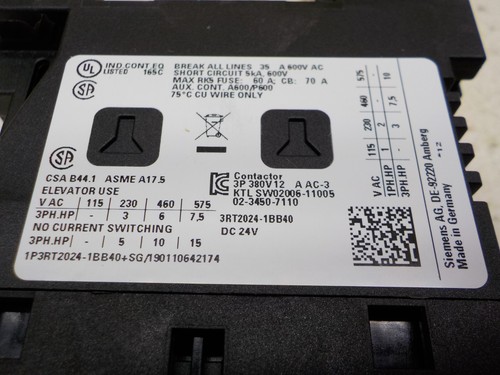 UL
IND.CONT.EQ
LISTED 165C
BREAK ALL LINES 35 A 600V AC
SHORT CIRCUIT 5kA, 600V
MAX RK5 FUSE: 60 A; CB: 70 A
AUX. CONT. A600/P600
75°C CU WIRE ONLY
CSA B44.1 ASME A17.5
ELEVATOR USE
V AC 115 230 460 575
3PH.HP - 3 6 7,5
NO CURRENT SWITCHING
3PH.HP - 5 10 15
1P3RT2024-1BB40+SG/190110642174
Contactor
3P 380V 12 A AC-3
KTL SW02006-11005
02-3450-7110
3RT2024-1BB40
DC 24V
V AC 115 230 460 575
1PH.HP 1 2 - -
3PH.HP - 3 7,5 10
Siemens AG, DE-92220 Amberg
Made in Germany *12